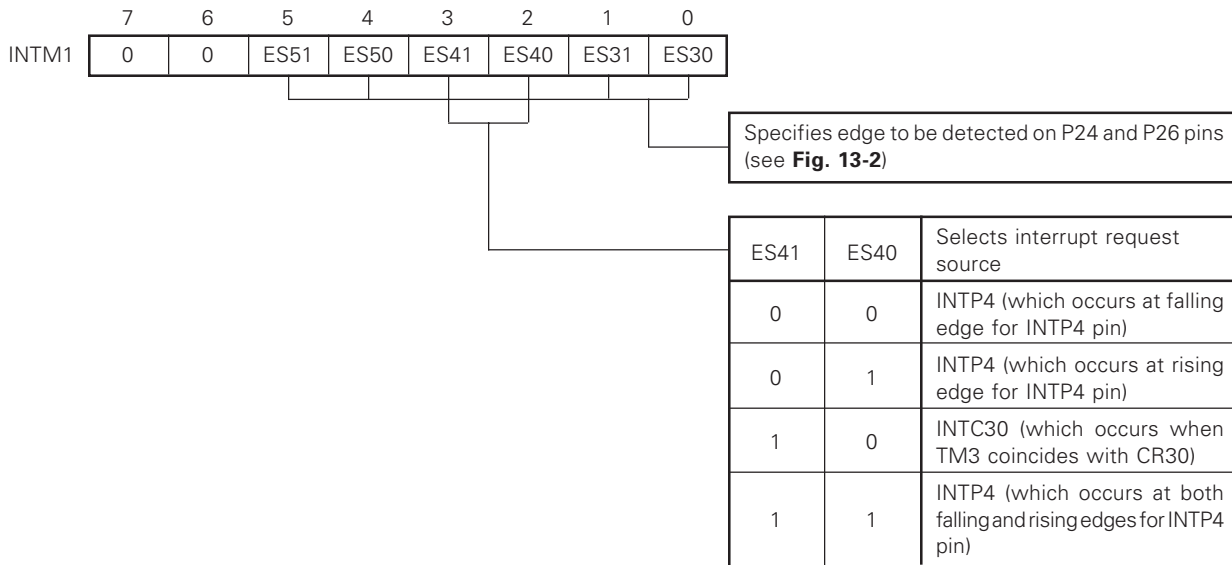 7 6 5 4 3 2 1 0
INTM1 0 0 ES51 ES50 ES41 ES40 ES31 ES30
Specifies edge to be detected on P24 and P26 pins
(see Fig. 13-2)
ES41 ES40 Selects interrupt request
source
0 0 INTP4 (which occurs at falling
edge for INTP4 pin)
0 1 INTP4 (which occurs at rising
edge for INTP4 pin)
1 0 INTC30 (which occurs when
TM3 coincides with CR30)
1 1 INTP4 (which occurs at both
falling and rising edges for INTP4
pin)